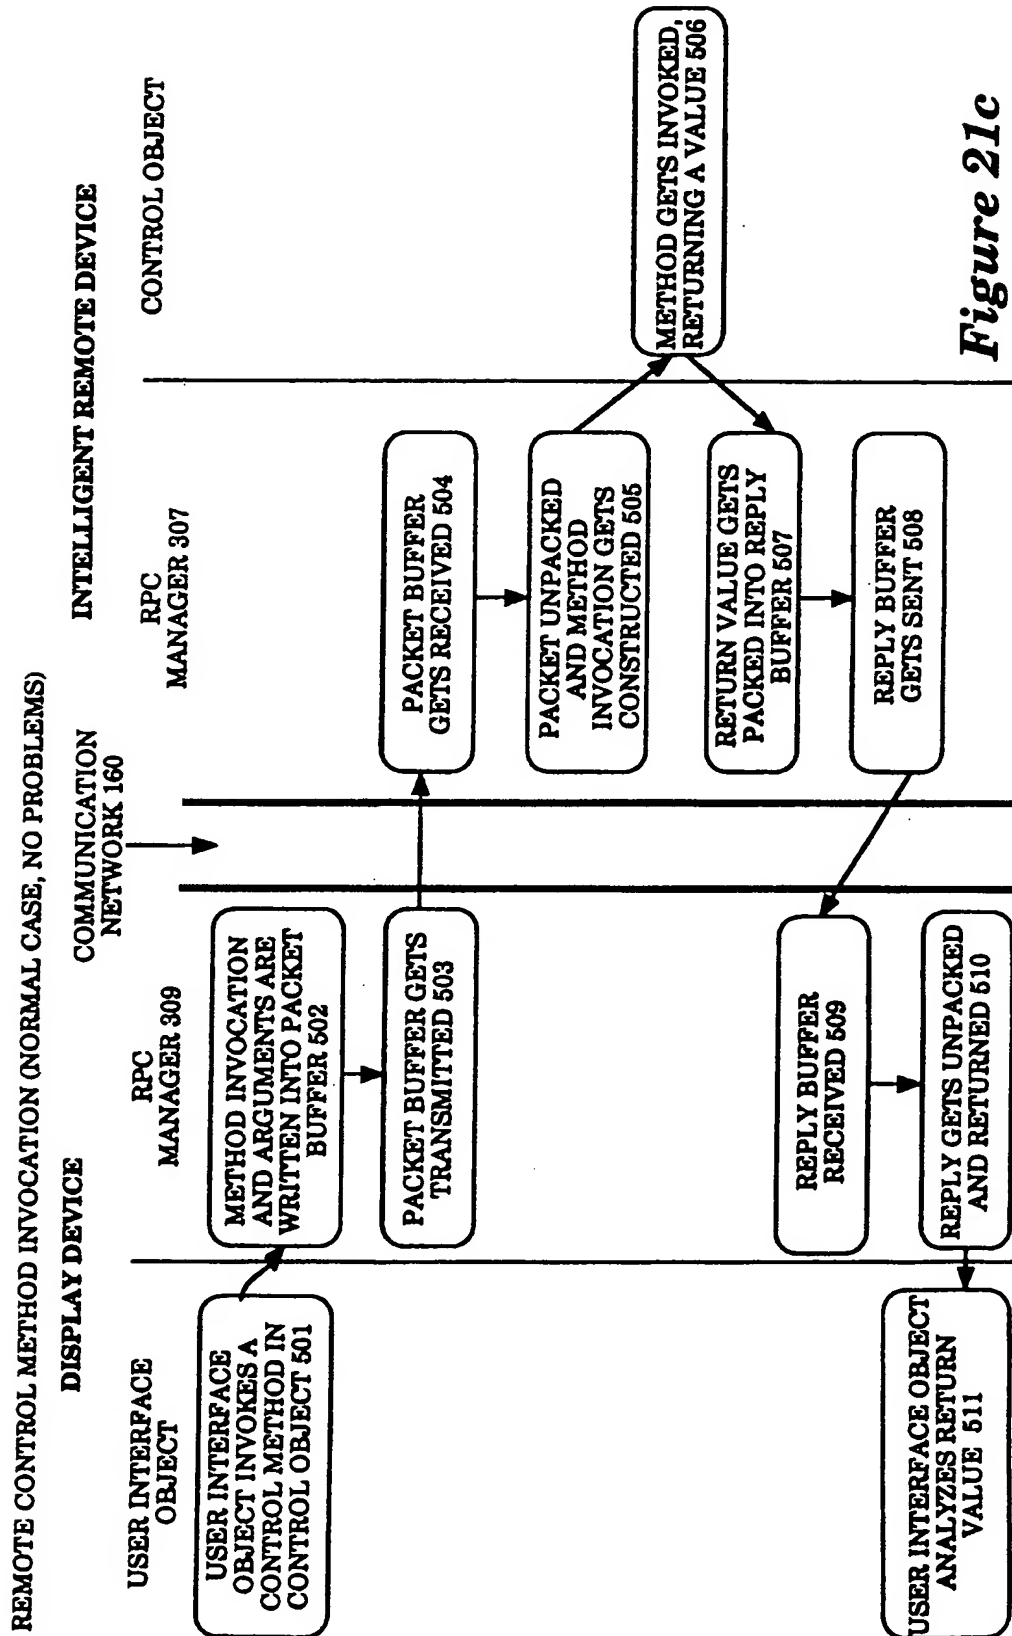 REMOTE CONTROL METHOD INVOCATION (NORMAL CASE, NO PROBLEMS)
DISPLAY DEVICE
INTELLIGENT REMOTE DEVICE
USER INTERFACE
OBJECT
RPC
MANAGER 309
COMMUNICATION
NETWORK 160
RPC
MANAGER 307
CONTROL OBJECT
USER INTERFACE
OBJECT INVOKES A
CONTROL METHOD IN
CONTROL OBJECT 501
METHOD INVOCATION
AND ARGUMENTS ARE
WRITTEN INTO PACKET
BUFFER 502
PACKET BUFFER GETS
TRANSMITTED 503
PACKET BUFFER
GETS RECEIVED 504
PACKET UNPACKED
AND METHOD
INVOCATION GETS
CONSTRUCTED 505
METHOD GETS INVOKED,
RETURNING A VALUE 506
RETURN VALUE GETS
PACKED INTO REPLY
BUFFER 507
REPLY BUFFER
GETS SENT 508
REPLY BUFFER
RECEIVED 509
REPLY GETS UNPACKED
AND RETURNED 510
USER INTERFACE OBJECT
ANALYZES RETURN
VALUE 511
Figure 21c